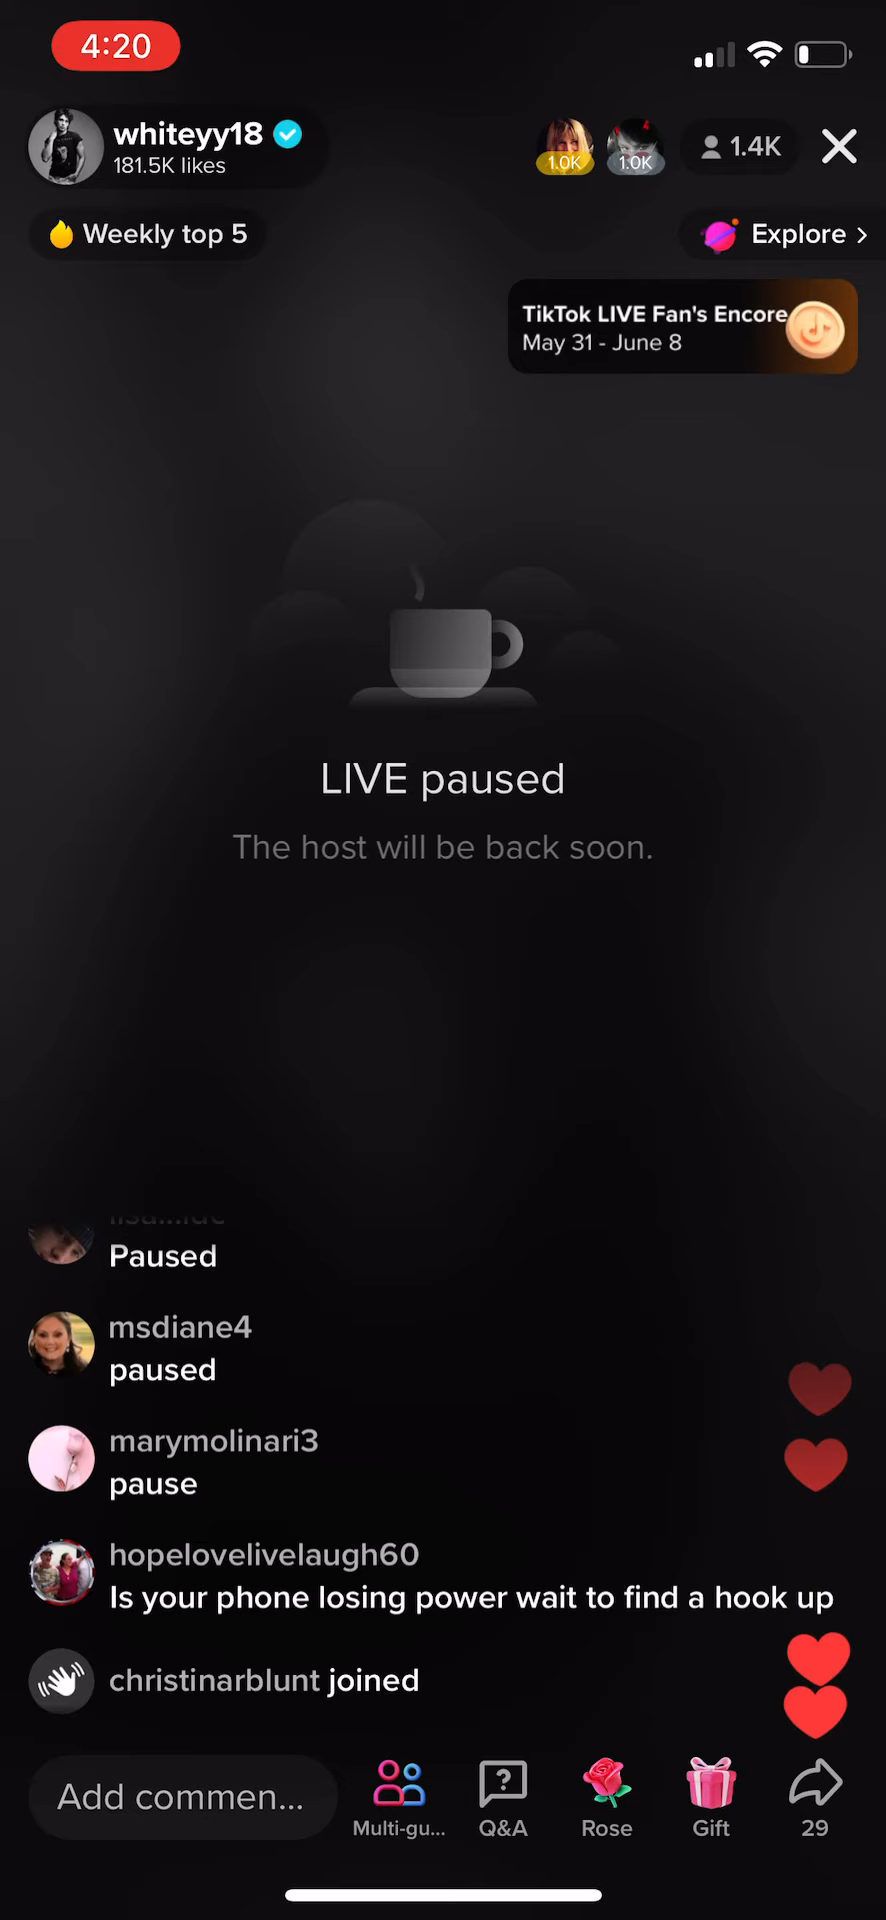 4:20
whiteyy18
181.5K likes
1.0K
1.0K
1.4K
Weekly top 5
Explore >
TikTok LIVE Fan's Encore
May 31 - June 8
LIVE paused
The host will be back soon.
Paused
msdiane4
paused
marymolinari3
pause
hopelovelivelaugh60
Is your phone losing power wait to find a hook up
christinarblunt joined
Add commen...
Multi-gu...
Q&A
Rose
Gift
29